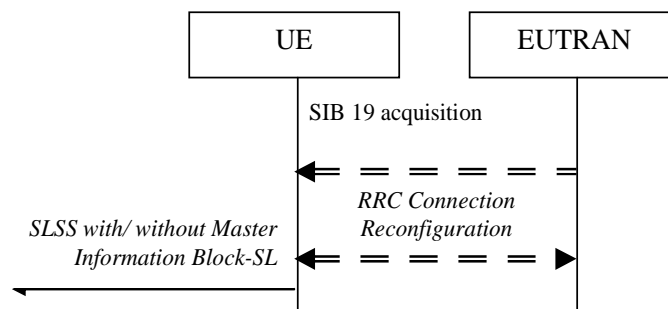 UE
EUTRAN
SIB 19 acquisition
RRC Connection
Reconfiguration
SLSS with/ without Master
Information Block-SL